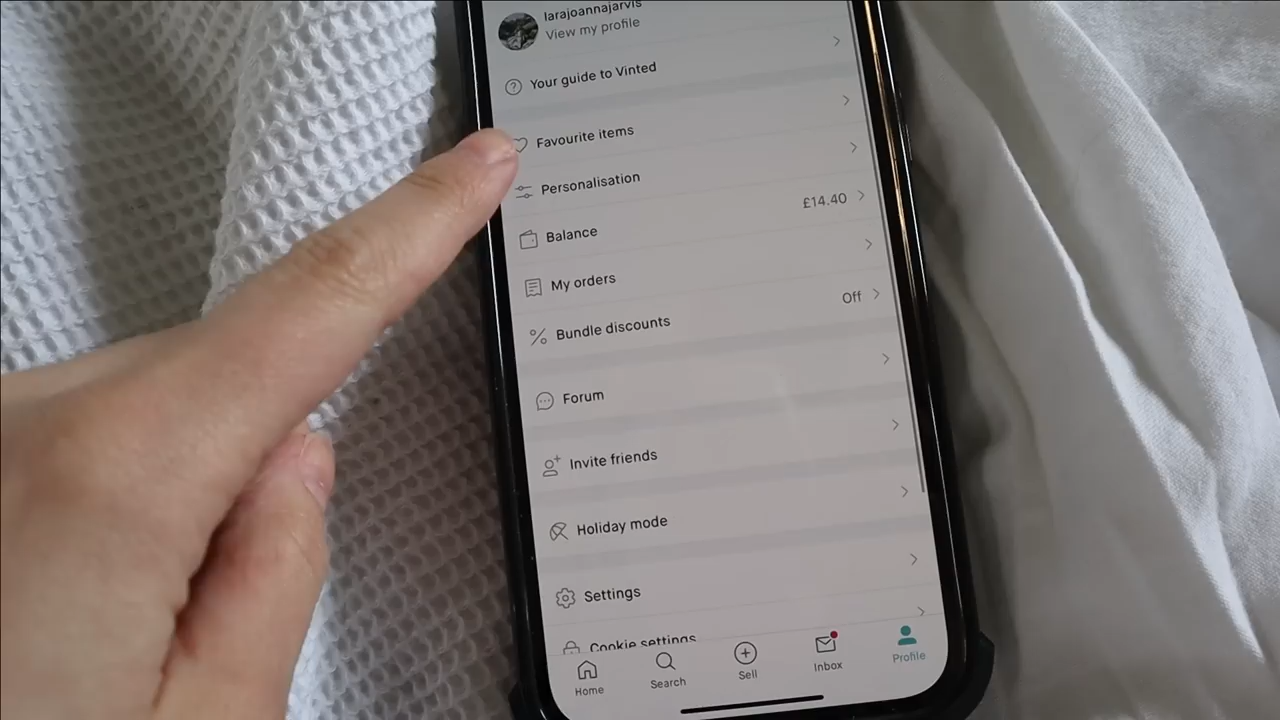 larajoannajarvis
View my profile
Your guide to Vinted
Favourite items
Personalisation
Balance £14.40
My orders
Bundle discounts Off
Forum
Invite friends
Holiday mode
Settings
Cookie settings
Home Search Sell Inbox Profile